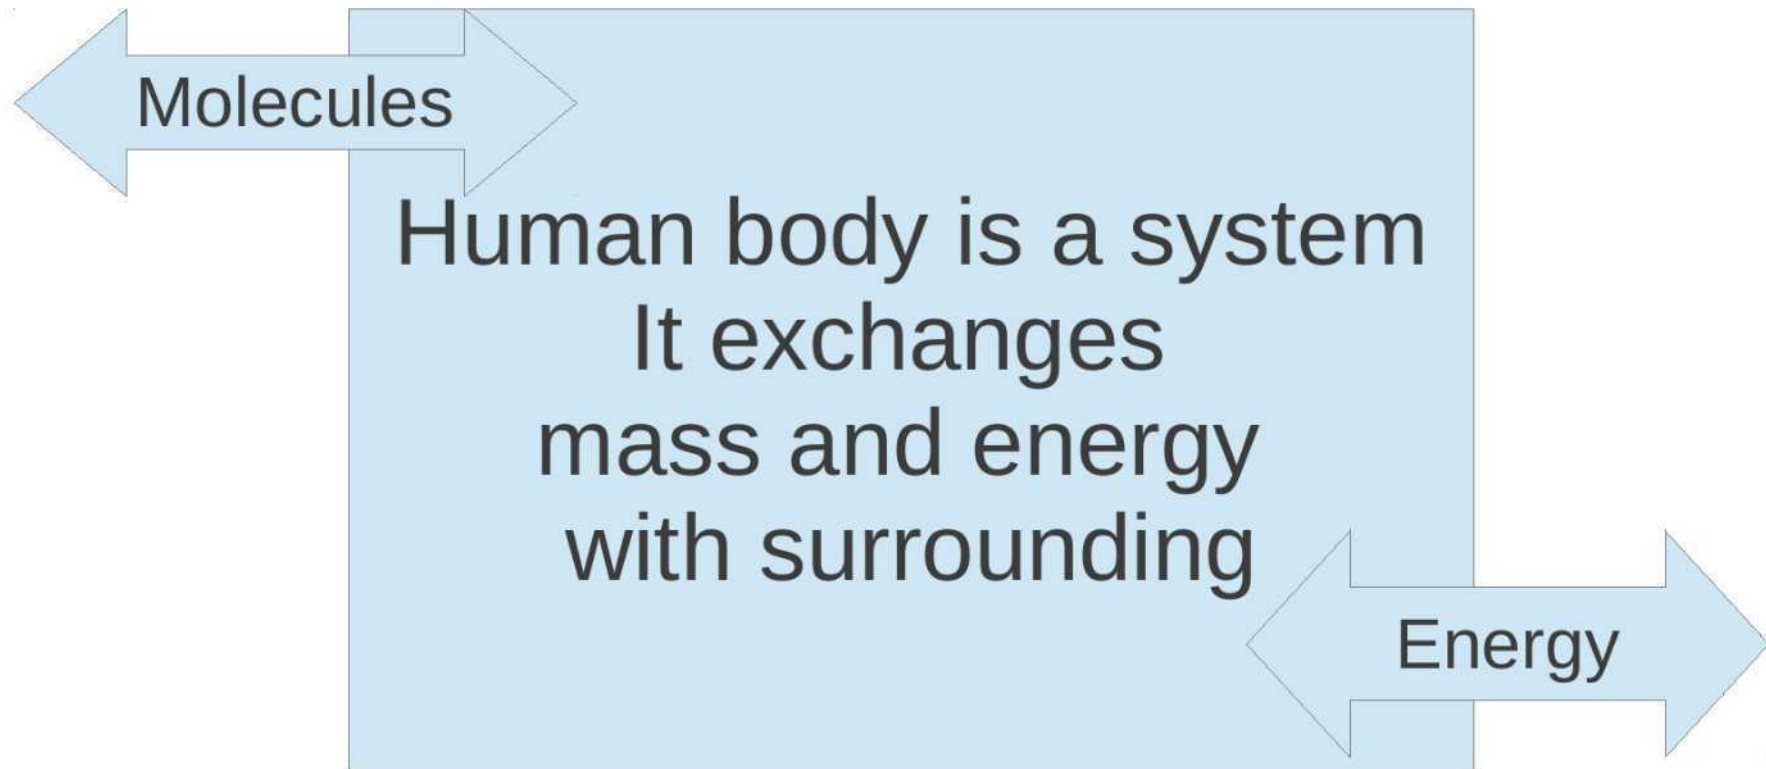 Molecules
Human body is a system
It exchanges
mass and energy
with surrounding
Energy